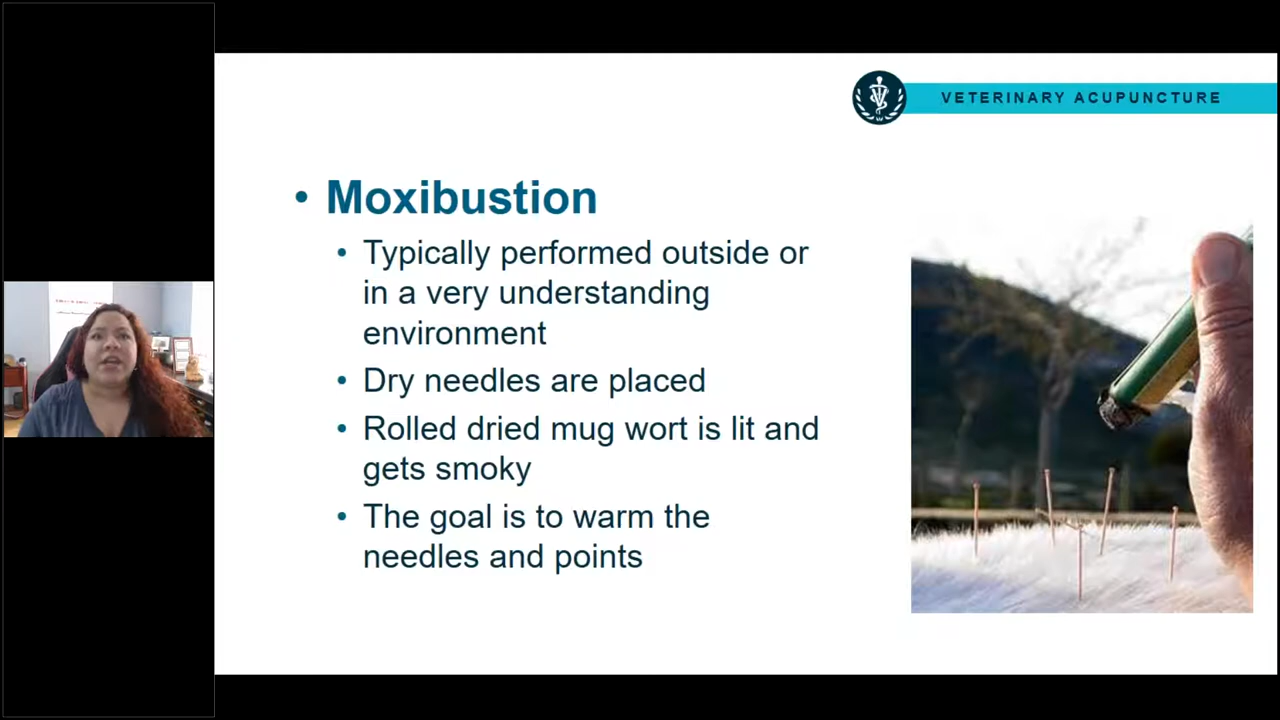 VETERINARY ACUPUNCTURE
• Moxibustion
• Typically performed outside or
in a very understanding
environment
• Dry needles are placed
• Rolled dried mug wort is lit and
gets smoky
• The goal is to warm the
needles and points